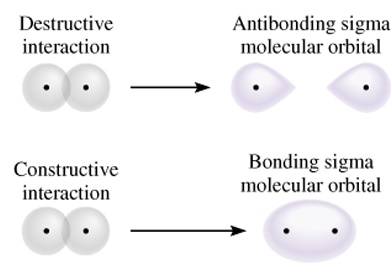 Destructive
interaction
Antibonding sigma
molecular orbital
Constructive
interaction
Bonding sigma
molecular orbital